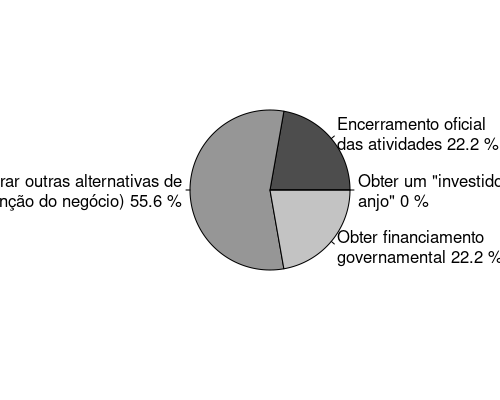 Encerramento oficial
das atividades 22.2 %
rar outras alternativas de
nção do negócio) 55.6 %
Obter um "investido
anjo" 0 %
Obter financiamento
governamental 22.2 %